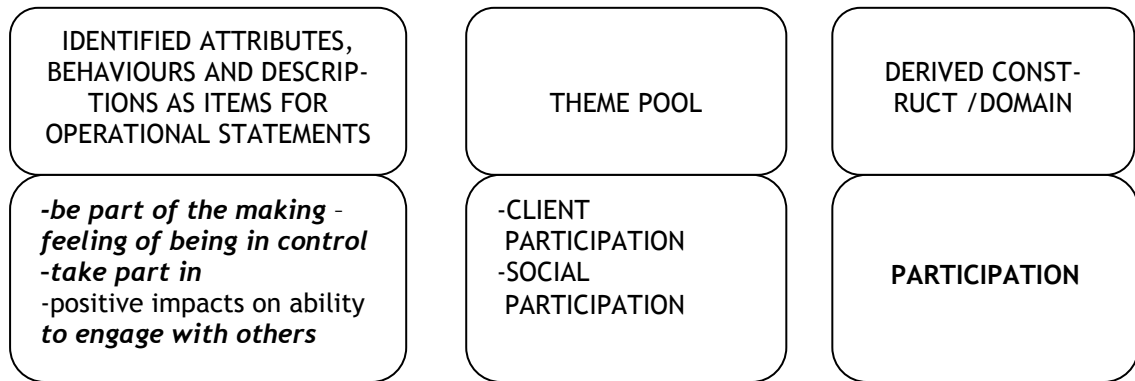 IDENTIFIED ATTRIBUTES,
BEHAVIOURS AND DESCRIP-
TIONS AS ITEMS FOR
OPERATIONAL STATEMENTS
THEME POOL
DERIVED CONST-
RUCT /DOMAIN
-be part of the making –
feeling of being in control
-take part in
-positive impacts on ability
to engage with others
-CLIENT
PARTICIPATION
-SOCIAL
PARTICIPATION
PARTICIPATION